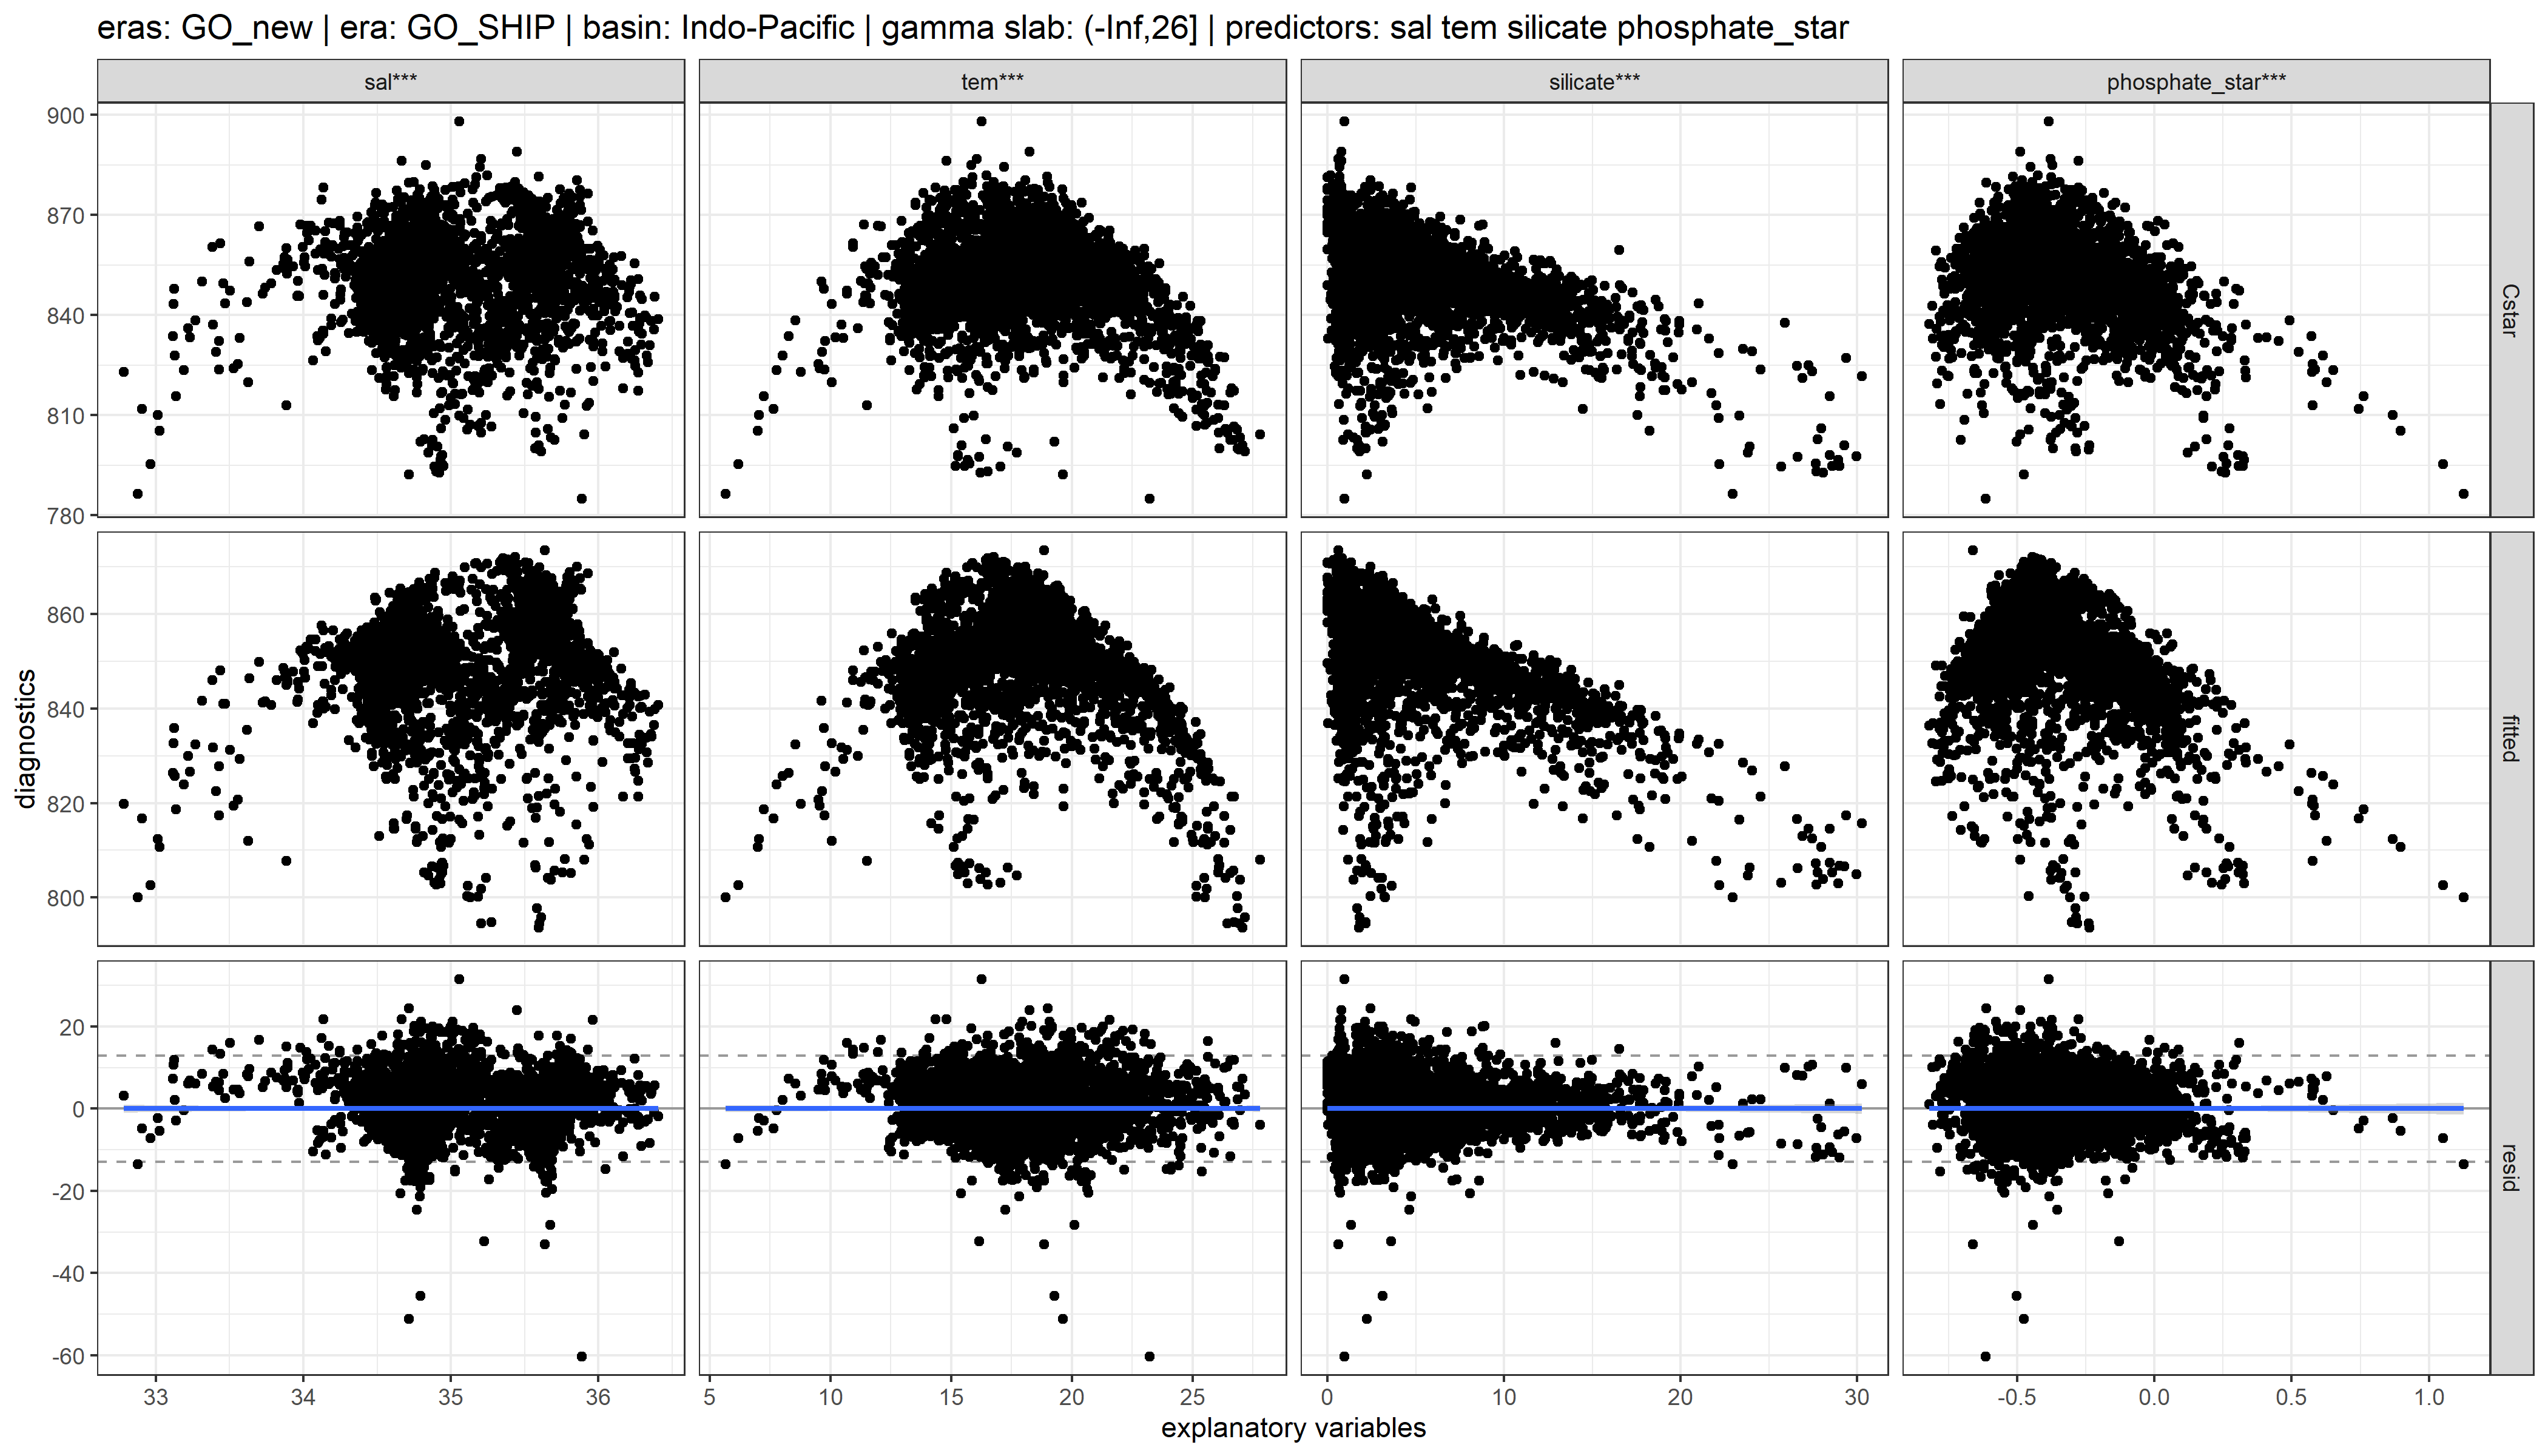 eras: GO_new | era: GO_SHIP | basin: Indo-Pacific | gamma slab: (-Inf,26] | predictors: sal tem silicate phosphate_star
sal*** tem*** silicate*** phosphate_star***
900
870
840
810
780
Cstar
860
840
820
800
fitted
diagnostics
20
0
-20
-40
-60
resid
33 34 35 36 5 10 15 20 25 0 10 20 30 -0.5 0.0 0.5 1.0
explanatory variables